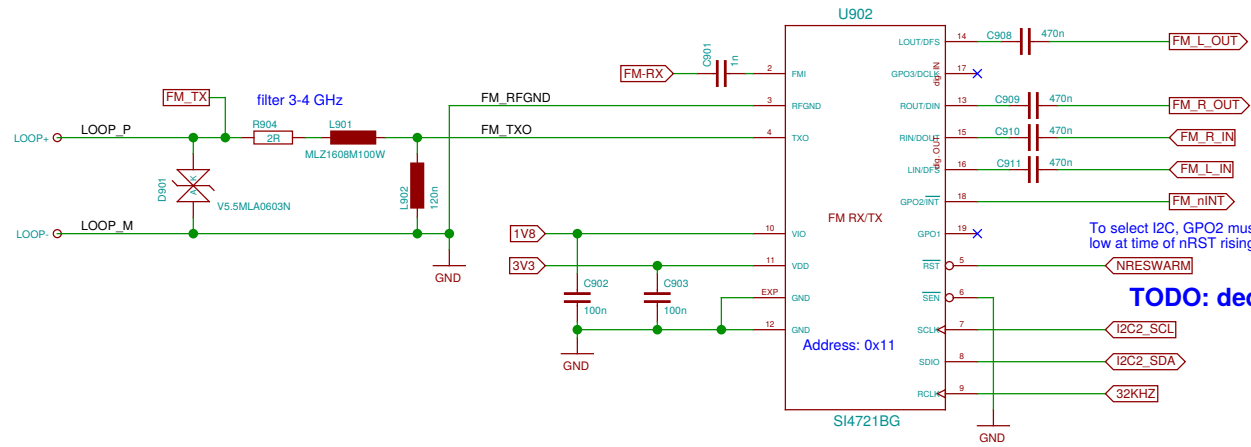 U902
C901
1n
FM-RX
FM_TX
filter 3-4 GHz
R904
2R
L901
MLZ1608M100W
LOOP+
LOOP_P
FM_RFGND
FM_TXO
D901
A
K
V5.5MLA0603N
L902
120n
LOOP-
LOOP_M
GND
1V8
3V3
C902
100n
C903
100n
GND
2
FMI
3
RFGND
4
TXO
10
VIO
11
VDD
EXP
GND
12
GND
FM RX/TX
Address: 0x11
SI4721BG
LOUT/DFS
14
C908
470n
FM_L_OUT
GPO3/DCLK
17
dig. IN
ROUT/DIN
13
C909
470n
FM_R_OUT
RIN/DOUT
15
C910
470n
FM_R_IN
dig. OUT
LIN/DFS
16
C911
470n
FM_L_IN
GPO2/INT
18
FM_nINT
GPO1
19
To select I2C, GPO2 mus
low at time of nRST rising
RST
5
NRESWARM
SEN
6
TODO: dec
SCLK
7
I2C2_SCL
SDIO
8
I2C2_SDA
RCLK
9
32KHZ
GND